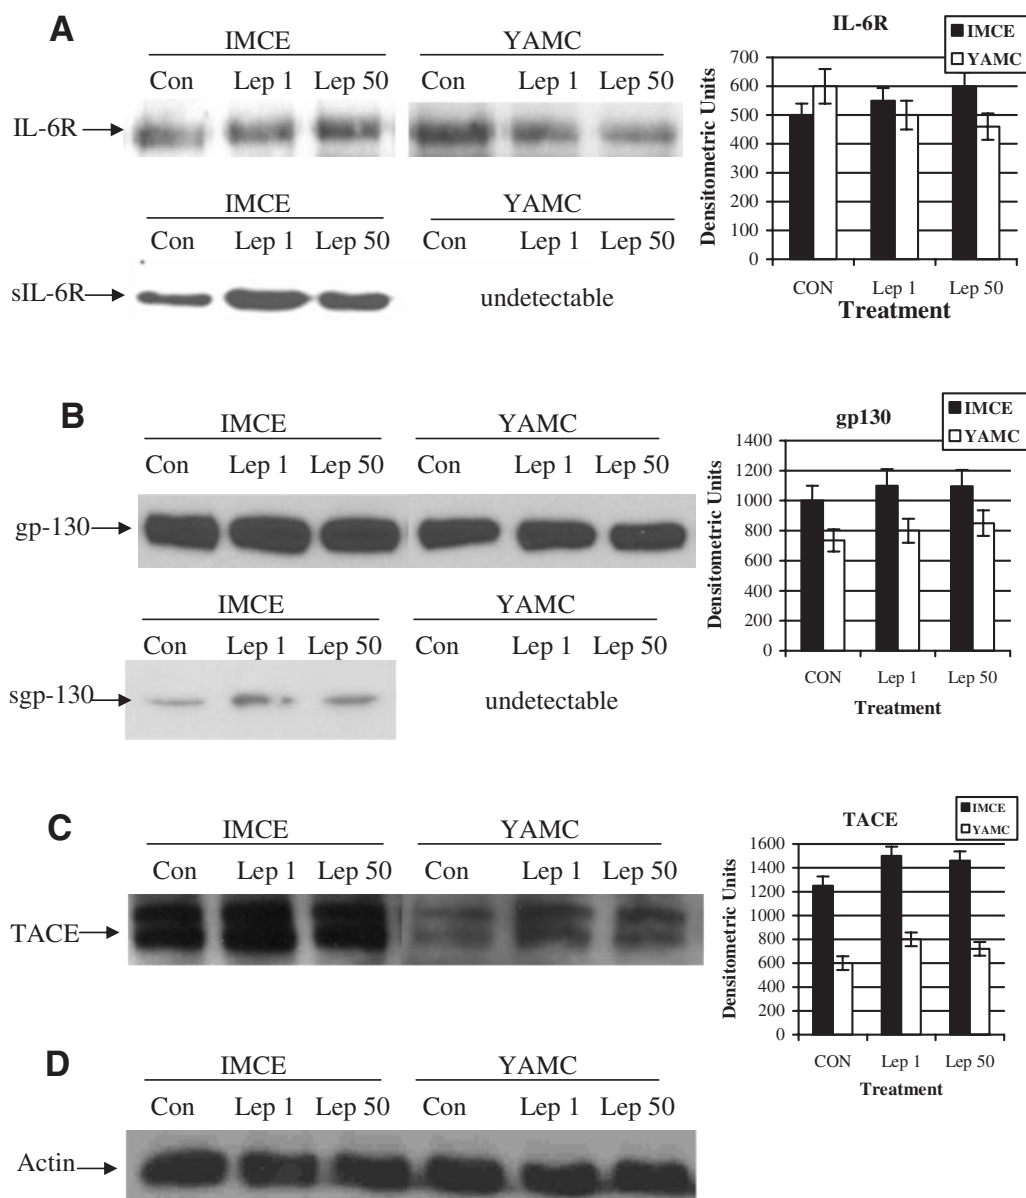 A
IMCE YAMC
Con Lep 1 Lep 50 Con Lep 1 Lep 50
IL-6R
IMCE YAMC
Con Lep 1 Lep 50 Con Lep 1 Lep 50
sIL-6R
undetectable
IL-6R
IMCE
YAMC
Densitometric Units
700
600
500
400
300
200
100
0
CON Lep 1 Lep 50
Treatment
B
IMCE YAMC
Con Lep 1 Lep 50 Con Lep 1 Lep 50
gp-130
IMCE YAMC
Con Lep 1 Lep 50 Con Lep 1 Lep 50
sgp-130
undetectable
gp130
IMCE
YAMC
Densitometric Units
1400
1200
1000
800
600
400
200
0
CON Lep 1 Lep 50
Treatment
C
IMCE YAMC
Con Lep 1 Lep 50 Con Lep 1 Lep 50
TACE
TACE
IMCE
YAMC
Densitometric Units
1600
1400
1200
1000
800
600
400
200
0
CON Lep 1 Lep 50
Treatment
D
IMCE YAMC
Con Lep 1 Lep 50 Con Lep 1 Lep 50
Actin